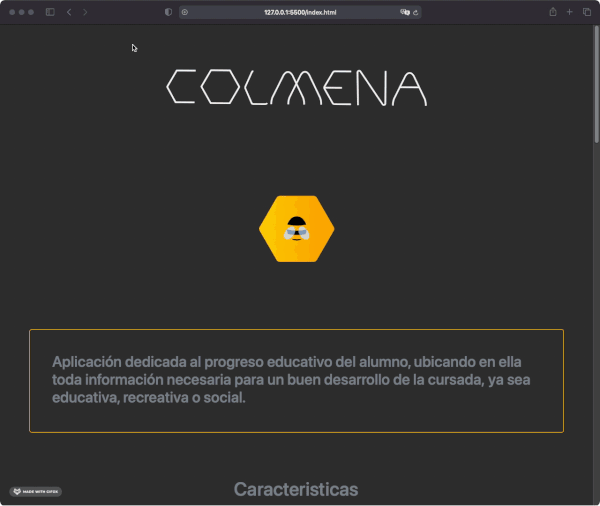 127.0.0.1:5500/index.html
COLMENA
Aplicación dedicada al progreso educativo del alumno, ubicando en ella
toda información necesaria para un buen desarrollo de la cursada, ya sea
educativa, recreativa o social.
Caracteristicas
MADE WITH GIFOX